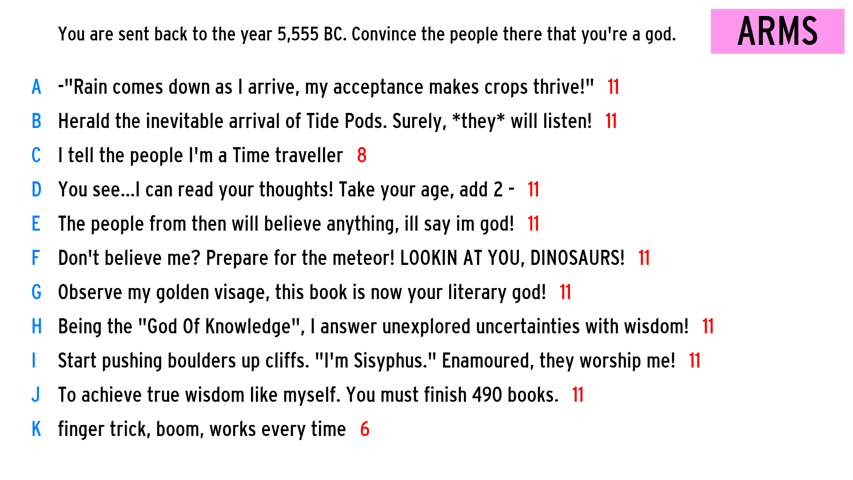 You are sent back to the year 5,555 BC. Convince the people there that you're a god.
ARMS
A -"Rain comes down as I arrive, my acceptance makes crops thrive!" 11
B Herald the inevitable arrival of Tide Pods. Surely, *they* will listen! 11
C I tell the people I'm a Time traveller 8
D You see...I can read your thoughts! Take your age, add 2 - 11
E The people from then will believe anything, ill say im god! 11
F Don't believe me? Prepare for the meteor! LOOKIN AT YOU, DINOSAURS! 11
G Observe my golden visage, this book is now your literary god! 11
H Being the "God Of Knowledge", I answer unexplored uncertainties with wisdom! 11
I Start pushing boulders up cliffs. "I'm Sisyphus." Enamoured, they worship me! 11
J To achieve true wisdom like myself. You must finish 490 books. 11
K finger trick, boom, works every time 6